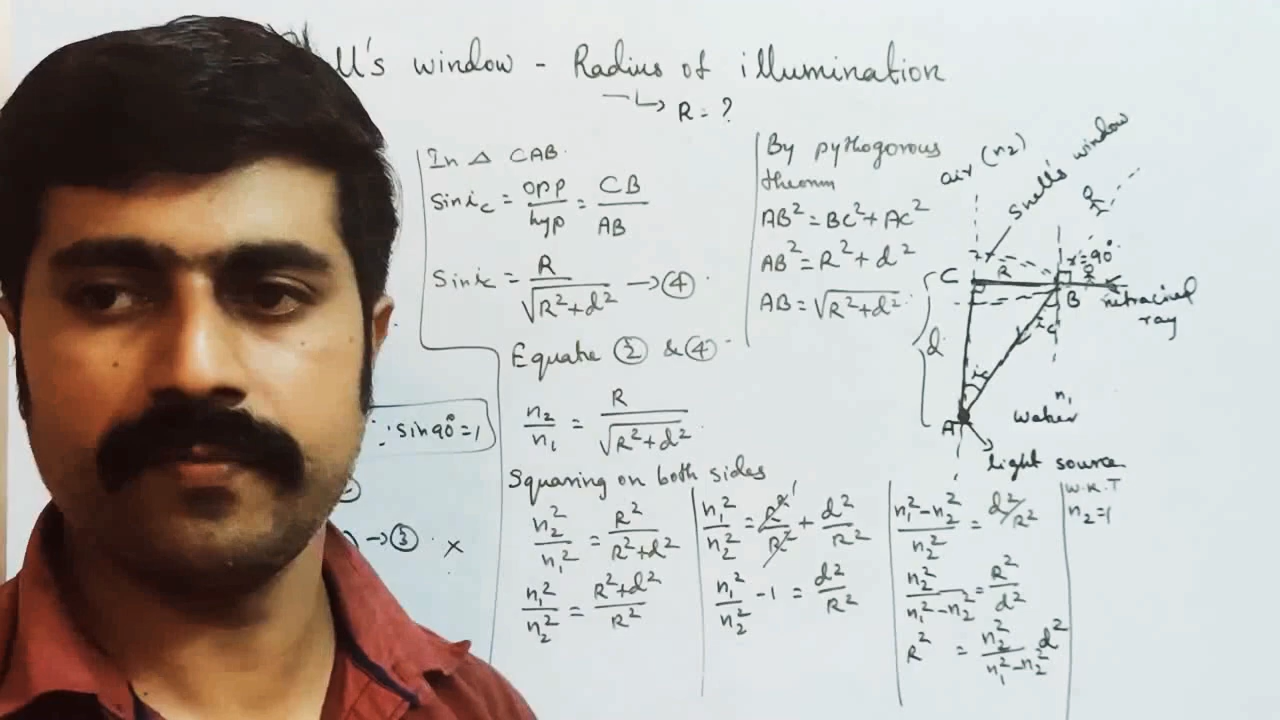 ll's window - Radius of illumination
R = ?
In Δ CAB.
Sin i_c = opp/hyp = CB/AB
Sin i_c = R/√(R²+d²) → ④
Equate ② & ④
n₂/n₁ = R/√(R²+d²)
Squaring on both sides
n₂²/n₁² = R²/(R²+d²)
n₁²/n₂² = (R²+d²)/R²
n₁²/n₂² = R²/R² + d²/R²
1
n₁²/n₂² - 1 = d²/R²
(n₁²-n₂²)/n₂² = d²/R²
n₂²/(n₁²-n₂²) = R²/d²
R² = n₂²/(n₁²-n₂²) d²
W.K.T
n₂=1
∵ sin90°=1
→ ③ ×
By pythogorous
theorm
AB² = BC² + AC²
AB² = R² + d²
AB = √(R²+d²)
air (n₂)
Snell's window
C R B
r=90°
refracted
ray
d
i_c
i_c
n₁
water
A
light source